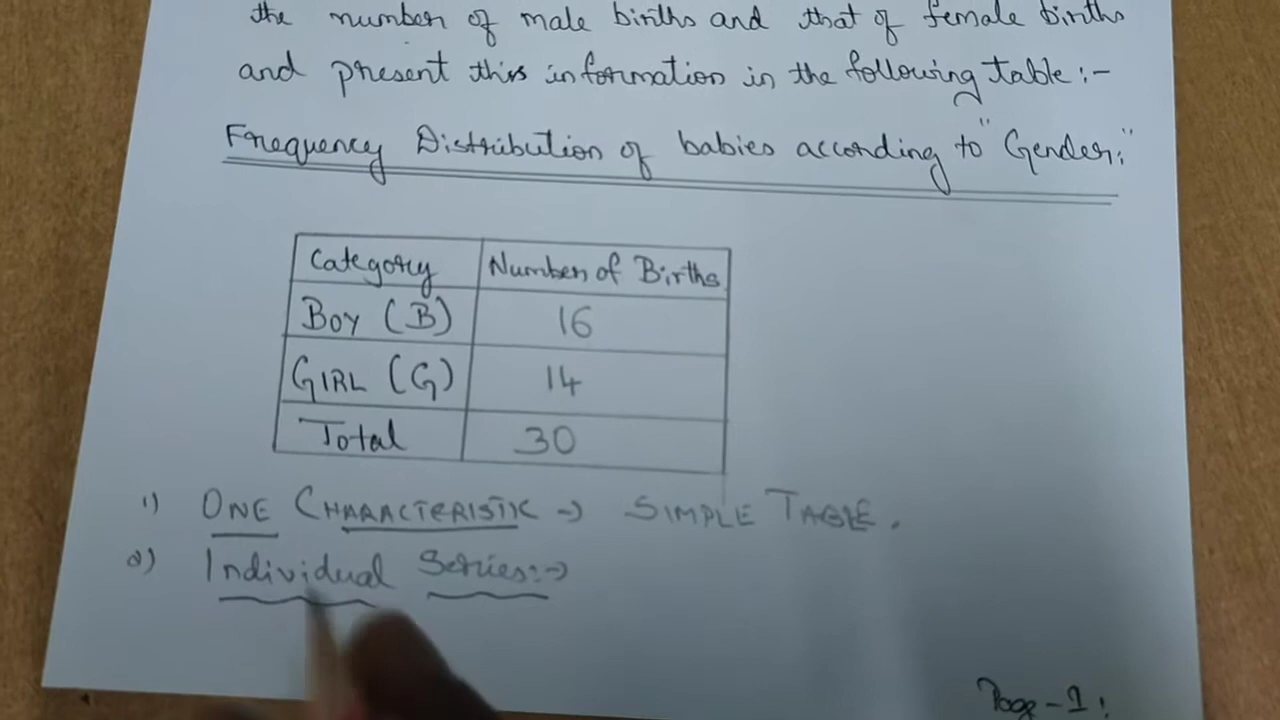 the number of male births and that of female births
and present this information in the following table:-
Frequency Distribution of babies according to "Gender:"
Category Number of Births
BOY (B) 16
GIRL (G) 14
Total 30
1) ONE CHARACTERISTIC → SIMPLE TABLE.
2) Individual Series:→
Page-1: